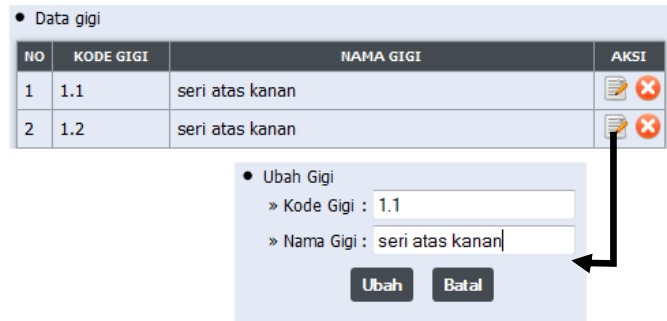 Data gigi
NO KODE GIGI NAMA GIGI AKSI
1 1.1 seri atas kanan
2 1.2 seri atas kanan
Ubah Gigi
» Kode Gigi : 1.1
» Nama Gigi : seri atas kanan
Ubah Batal